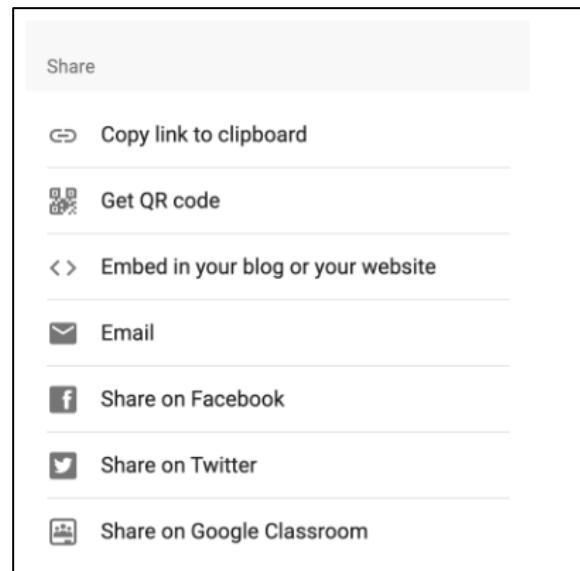 Share
Copy link to clipboard
Get QR code
Embed in your blog or your website
Email
Share on Facebook
Share on Twitter
Share on Google Classroom